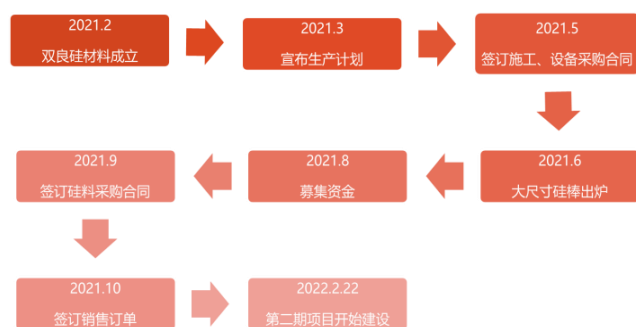 2021.2
双良硅材料成立
2021.3
宣布生产计划
2021.5
签订施工、设备采购合同
2021.6
大尺寸硅棒出炉
2021.8
募集资金
2021.9
签订硅料采购合同
2021.10
签订销售订单
2022.2.22
第二期项目开始建设